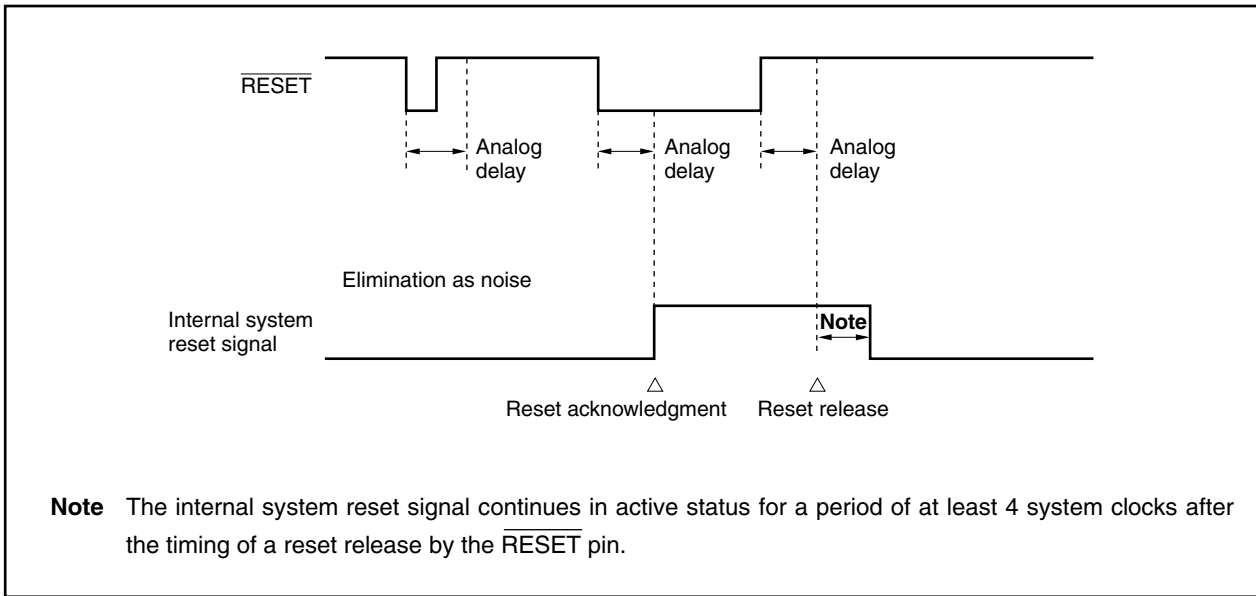 RESET
Analog
delay
Analog
delay
Analog
delay
Elimination as noise
Internal system
reset signal
Note
Reset acknowledgment
Reset release
Note The internal system reset signal continues in active status for a period of at least 4 system clocks after
the timing of a reset release by the RESET pin.